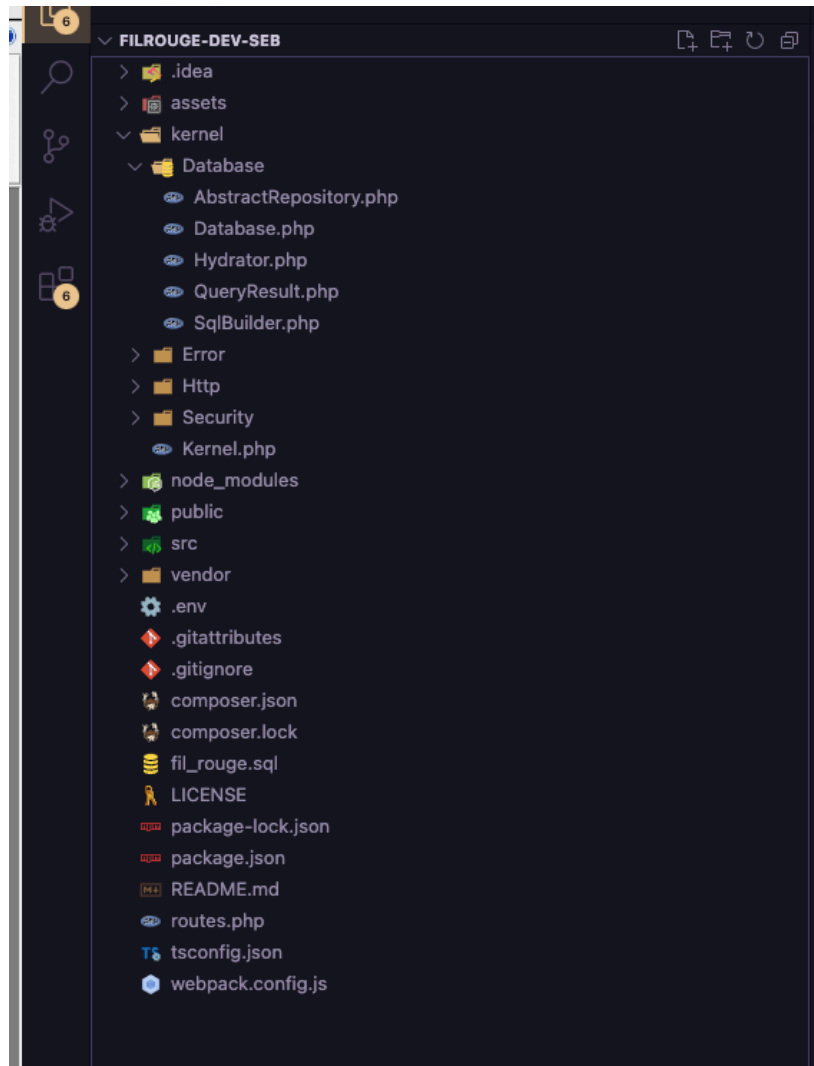 6
FILROUGE-DEV-SEB
.idea
assets
kernel
Database
AbstractRepository.php
Database.php
Hydrator.php
6
QueryResult.php
SqlBuilder.php
Error
Http
Security
Kernel.php
node_modules
public
src
vendor
.env
.gitattributes
.gitignore
composer.json
composer.lock
fil_rouge.sql
LICENSE
package-lock.json
package.json
README.md
routes.php
TS tsconfig.json
webpack.config.js